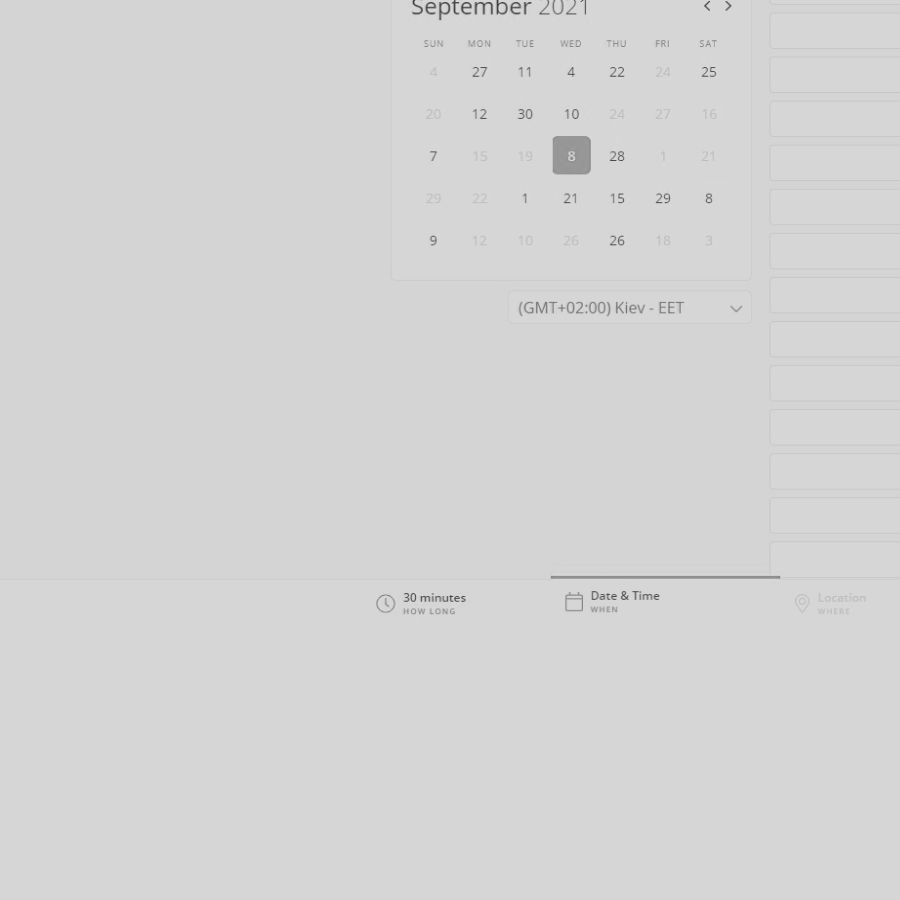 September 2021
SUN MON TUE WED THU FRI SAT
4 27 11 4 22 24 25
20 12 30 10 24 27 16
7 15 19 8 28 1 21
29 22 1 21 15 29 8
9 12 10 26 26 18 3
(GMT+02:00) Kiev - EET
30 minutes
HOW LONG
Date & Time
WHEN
Location
WHERE